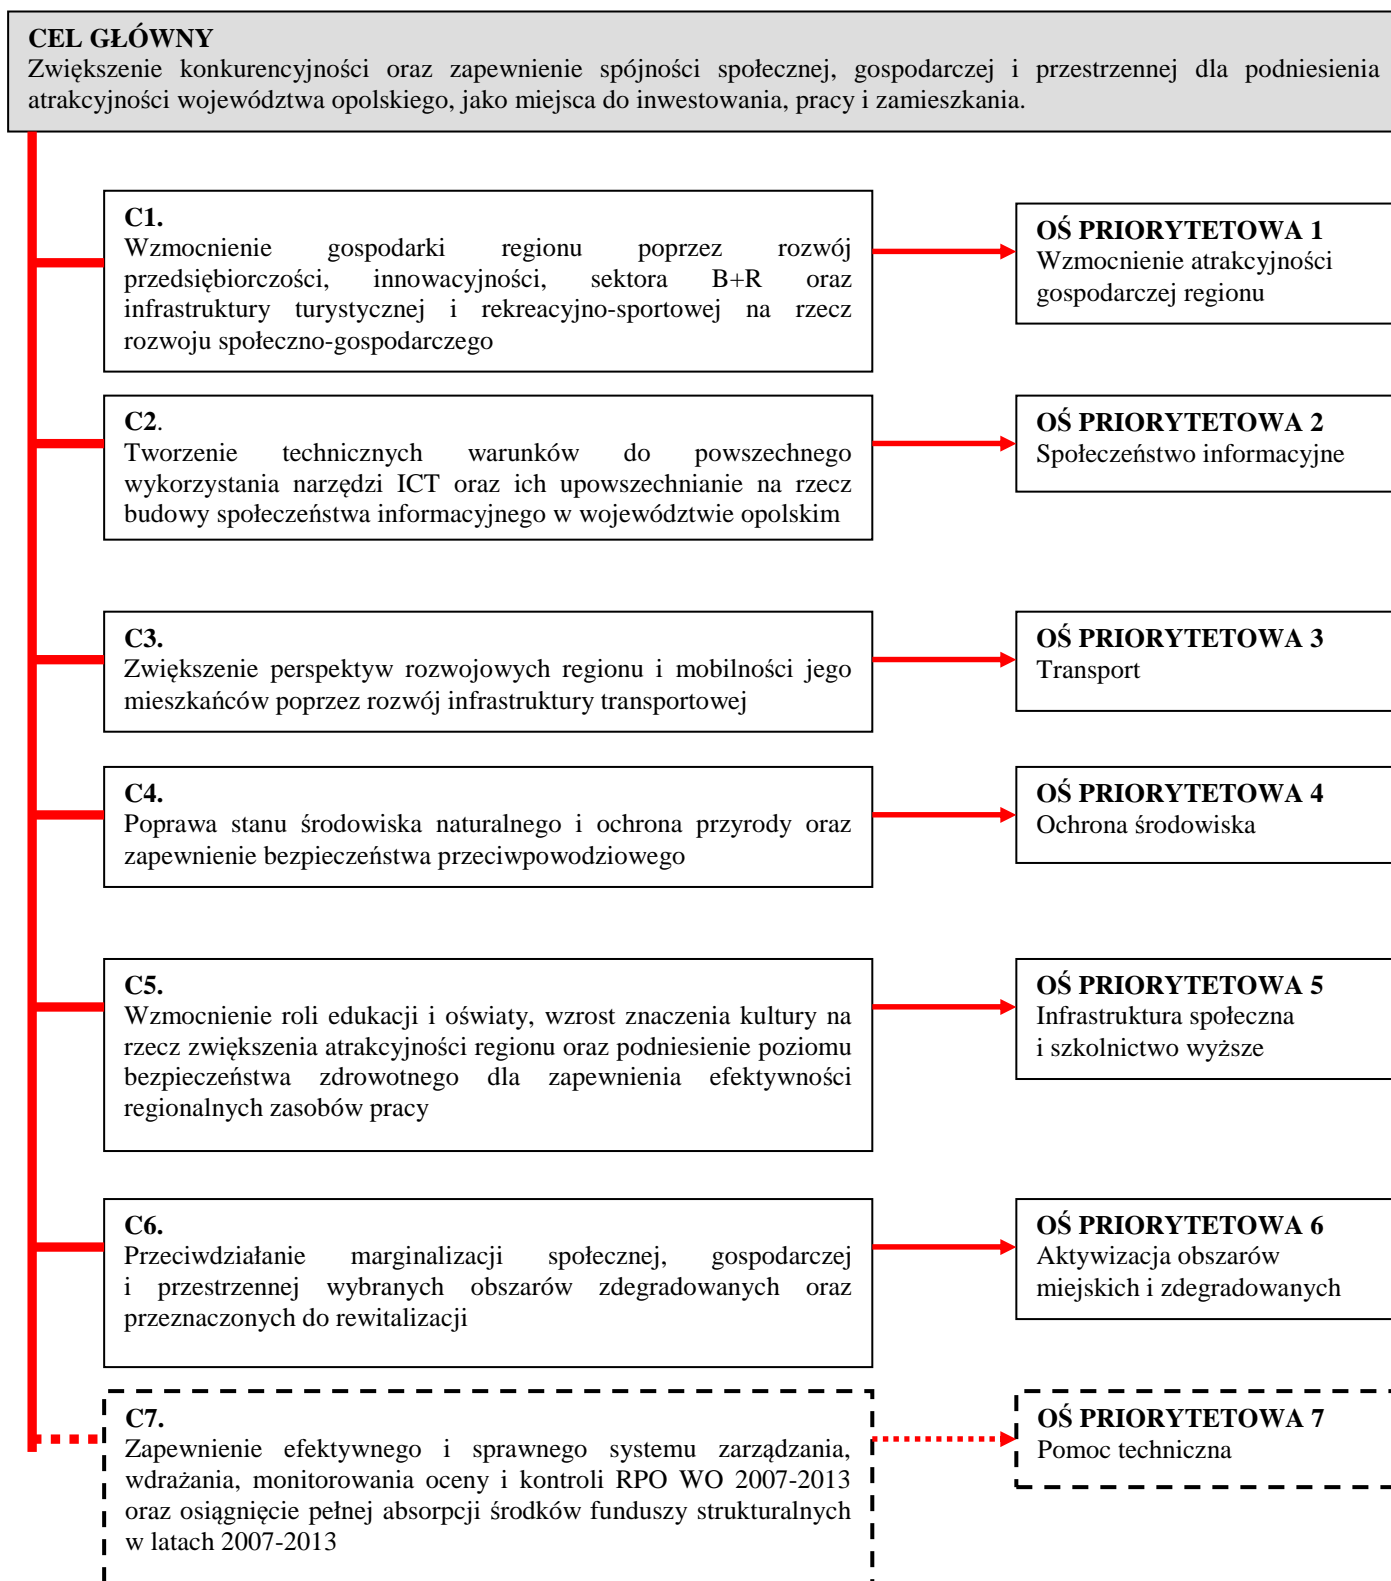 CEL GŁÓWNY
Zwiększenie konkurencyjności oraz zapewnienie spójności społecznej, gospodarczej i przestrzennej dla podniesienia
atrakcyjności województwa opolskiego, jako miejsca do inwestowania, pracy i zamieszkania.
C1.
Wzmocnienie gospodarki regionu poprzez rozwój
przedsiębiorczości, innowacyjności, sektora B+R oraz
infrastruktury turystycznej i rekreacyjno-sportowej na rzecz
rozwoju społeczno-gospodarczego
OŚ PRIORYTETOWA 1
Wzmocnienie atrakcyjności
gospodarczej regionu
C2.
Tworzenie technicznych warunków do powszechnego
wykorzystania narzędzi ICT oraz ich upowszechnianie na rzecz
budowy społeczeństwa informacyjnego w województwie opolskim
OŚ PRIORYTETOWA 2
Społeczeństwo informacyjne
C3.
Zwiększenie perspektyw rozwojowych regionu i mobilności jego
mieszkańców poprzez rozwój infrastruktury transportowej
OŚ PRIORYTETOWA 3
Transport
C4.
Poprawa stanu środowiska naturalnego i ochrona przyrody oraz
zapewnienie bezpieczeństwa przeciwpowodziowego
OŚ PRIORYTETOWA 4
Ochrona środowiska
C5.
Wzmocnienie roli edukacji i oświaty, wzrost znaczenia kultury na
rzecz zwiększenia atrakcyjności regionu oraz podniesienie poziomu
bezpieczeństwa zdrowotnego dla zapewnienia efektywności
regionalnych zasobów pracy
OŚ PRIORYTETOWA 5
Infrastruktura społeczna
i szkolnictwo wyższe
C6.
Przeciwdziałanie marginalizacji społecznej, gospodarczej
i przestrzennej wybranych obszarów zdegradowanych oraz
przeznaczonych do rewitalizacji
OŚ PRIORYTETOWA 6
Aktywizacja obszarów
miejskich i zdegradowanych
C7.
Zapewnienie efektywnego i sprawnego systemu zarządzania,
wdrażania, monitorowania oceny i kontroli RPO WO 2007-2013
oraz osiągnięcie pełnej absorpcji środków funduszy strukturalnych
w latach 2007-2013
OŚ PRIORYTETOWA 7
Pomoc techniczna